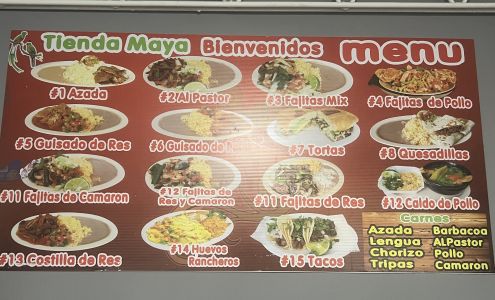 Tienda Maya Bienvenidos menu
#1 Azada
#2 Al Pastor
#3 Fajitas Mix
#4 Fajitas de Pollo
#5 Guisado de Res
#6 Guisado de
#7 Tortas
#8 Quesadillas
#11 Fajitas de Camaron
#12 Fajitas de
Res y Camaron
#11 Fajitas de Res
#12 Caldo de Pollo
#13 Costilla de Res
#14 Huevos
Rancheros
#15 Tacos
Carnes
Azada Barbacoa
Lengua ALPastor
Chorizo Pollo
Tripas Camaron